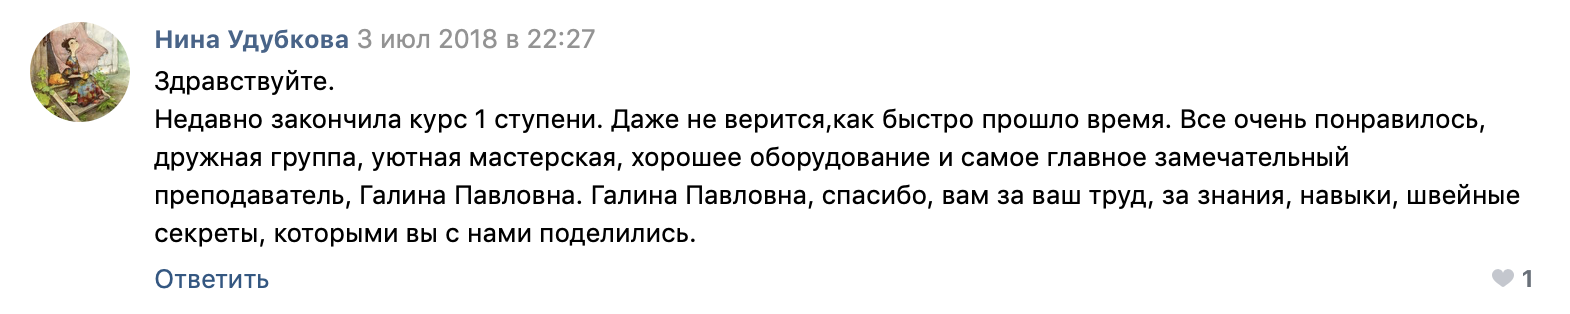 Нина Удубкова 3 июл 2018 в 22:27
Здравствуйте.
Недавно закончила курс 1 ступени. Даже не верится,как быстро прошло время. Все очень понравилось,
дружная группа, уютная мастерская, хорошее оборудование и самое главное замечательный
преподаватель, Галина Павловна. Галина Павловна, спасибо, вам за ваш труд, за знания, навыки, швейные
секреты, которыми вы с нами поделились.
Ответить 1